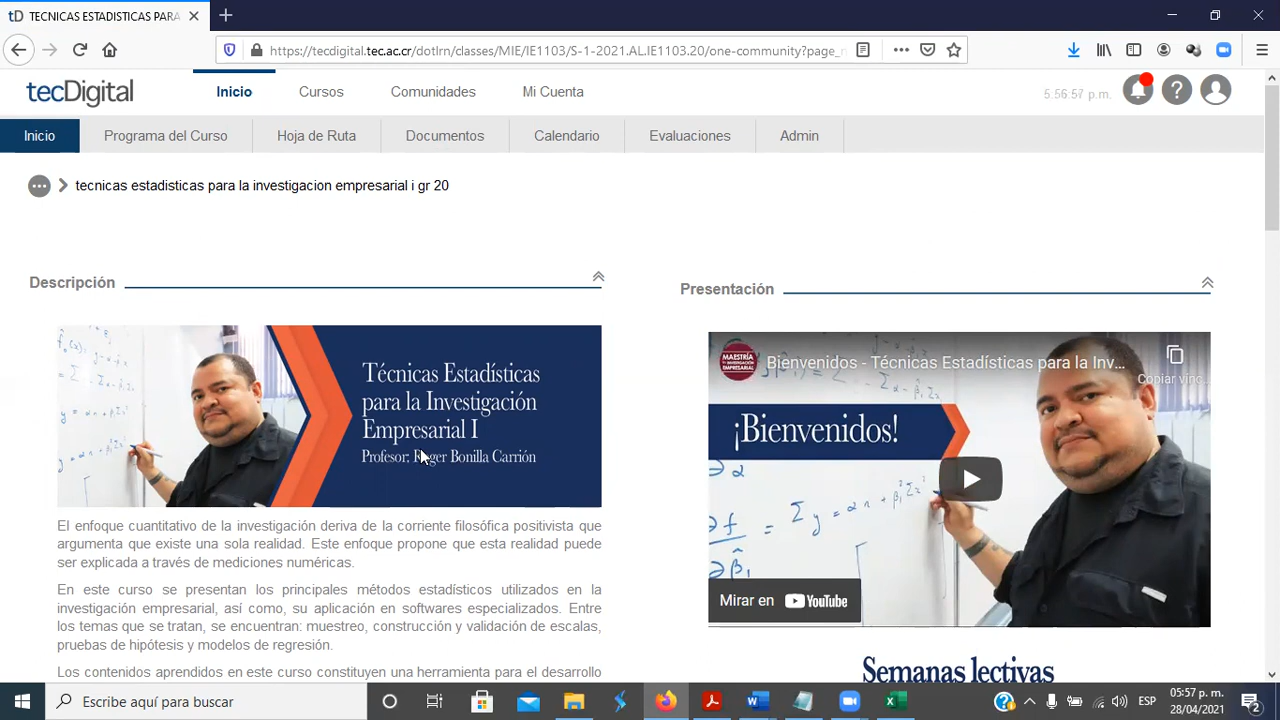 tD TECNICAS ESTADISTICAS PARA
https://tecdigital.tec.ac.cr/dotlrn/classes/MIE/IE1103/S-1-2021.AL.IE1103.20/one-community?page_
tecDigital
Inicio Cursos Comunidades Mi Cuenta
5:56:57 p.m.
Inicio Programa del Curso Hoja de Ruta Documentos Calendario Evaluaciones Admin
tecnicas estadisticas para la investigacion empresarial i gr 20
Descripción
Técnicas Estadísticas
para la Investigación
Empresarial I
Profesor: Roger Bonilla Carrión
El enfoque cuantitativo de la investigación deriva de la corriente filosófica positivista que
argumenta que existe una sola realidad. Este enfoque propone que esta realidad puede
ser explicada a través de mediciones numéricas.
En este curso se presentan los principales métodos estadísticos utilizados en la
investigación empresarial, así como, su aplicación en softwares especializados. Entre
los temas que se tratan, se encuentran: muestreo, construcción y validación de escalas,
pruebas de hipótesis y modelos de regresión.
Los contenidos aprendidos en este curso constituyen una herramienta para el desarrollo
Presentación
MAESTRÍA
Bienvenidos - Técnicas Estadísticas para la Inv...
Copiar vínc...
¡Bienvenidos!
Mirar en YouTube
Semanas lectivas
Escribe aquí para buscar
ESP
05:57 p. m.
28/04/2021
2